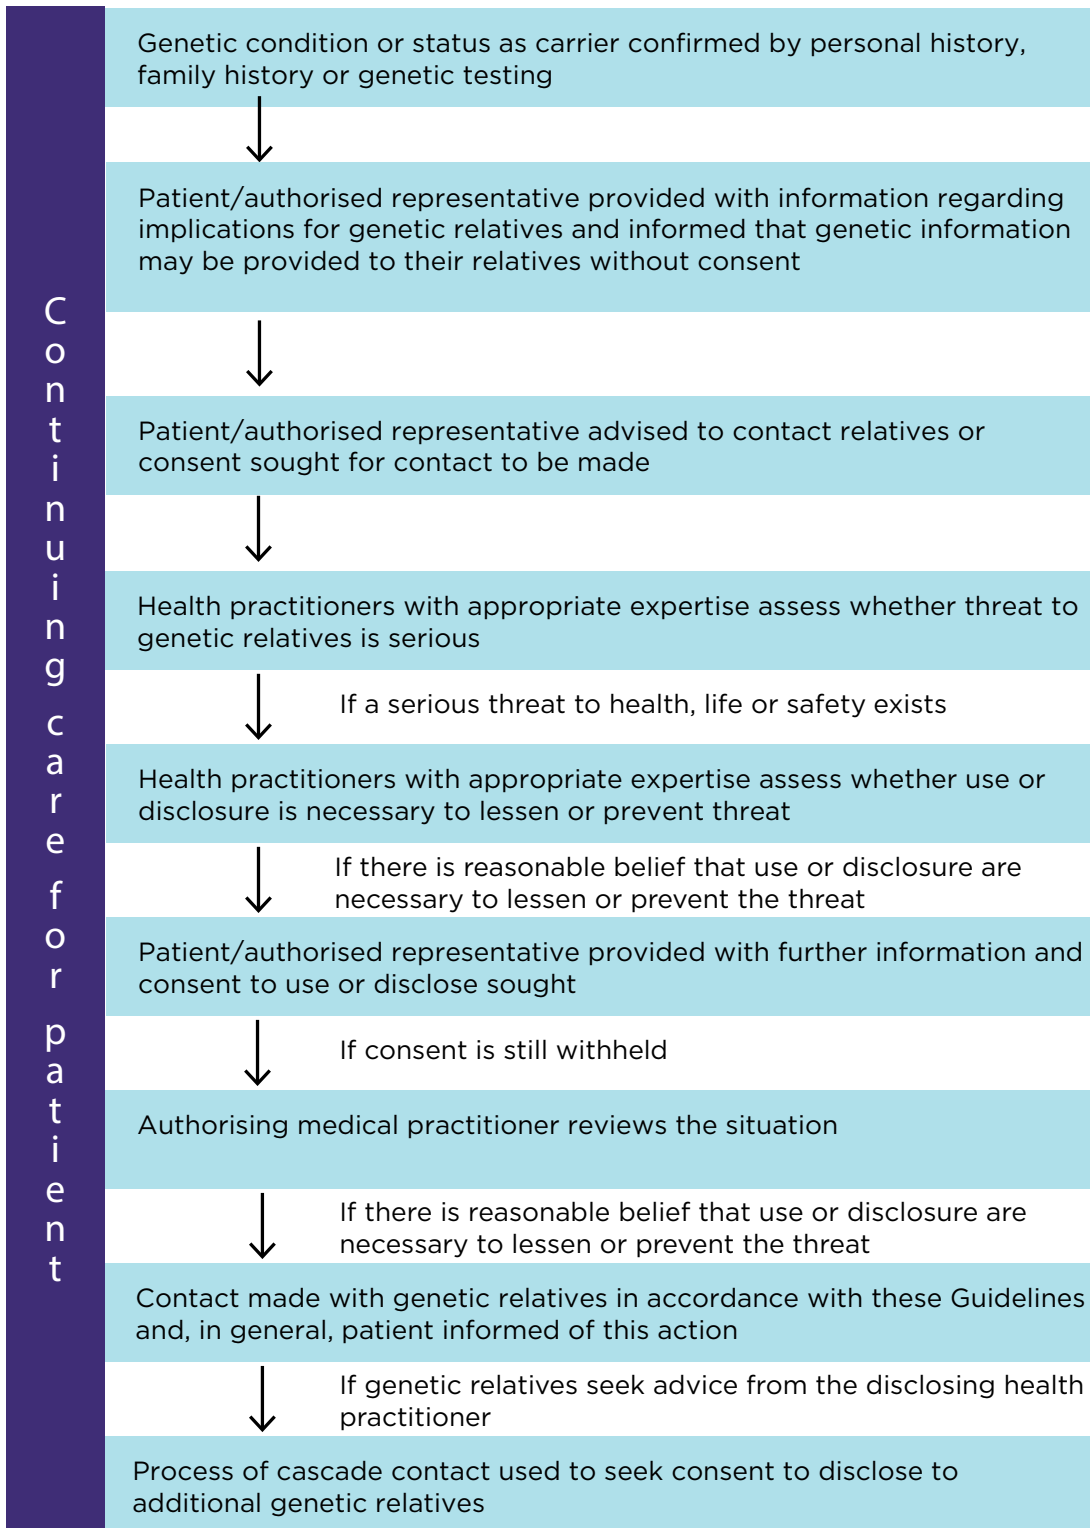 Continuing care for patient
Genetic condition or status as carrier confirmed by personal history,
family history or genetic testing
Patient/authorised representative provided with information regarding
implications for genetic relatives and informed that genetic information
may be provided to their relatives without consent
Patient/authorised representative advised to contact relatives or
consent sought for contact to be made
Health practitioners with appropriate expertise assess whether threat to
genetic relatives is serious
If a serious threat to health, life or safety exists
Health practitioners with appropriate expertise assess whether use or
disclosure is necessary to lessen or prevent threat
If there is reasonable belief that use or disclosure are
necessary to lessen or prevent the threat
Patient/authorised representative provided with further information and
consent to use or disclose sought
If consent is still withheld
Authorising medical practitioner reviews the situation
If there is reasonable belief that use or disclosure are
necessary to lessen or prevent the threat
Contact made with genetic relatives in accordance with these Guidelines
and, in general, patient informed of this action
If genetic relatives seek advice from the disclosing health
practitioner
Process of cascade contact used to seek consent to disclose to
additional genetic relatives